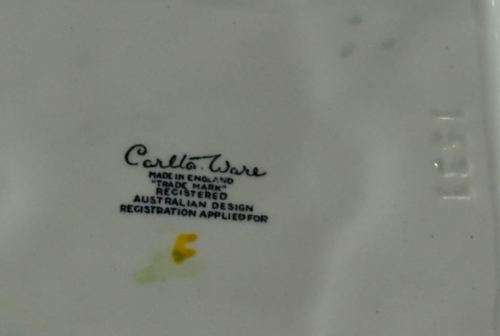 Carlton Ware
MADE IN ENGLAND
"TRADE MARK"
REGISTERED
AUSTRALIAN DESIGN
REGISTRATION APPLIED FOR